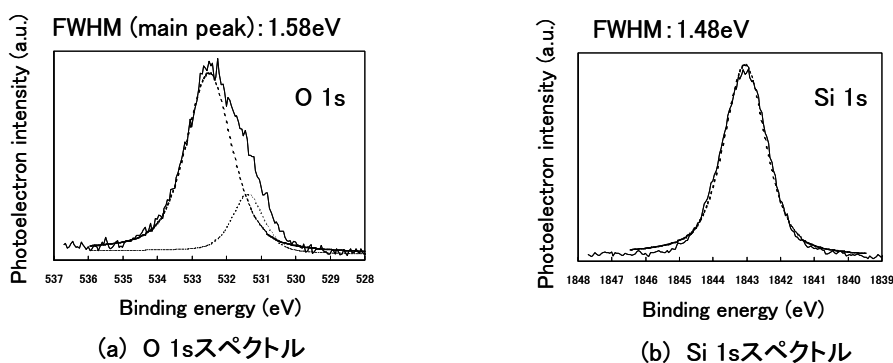 FWHM (main peak):1.58eV
Photoelectron intensity (a.u.)
O 1s
537 536 535 534 533 532 531 530 529 528
Binding energy (eV)
(a) O 1sスペクトル
FWHM:1.48eV
Photoelectron intensity (a.u.)
Si 1s
1848 1847 1846 1845 1844 1843 1842 1841 1840 1839
Binding energy (eV)
(b) Si 1sスペクトル